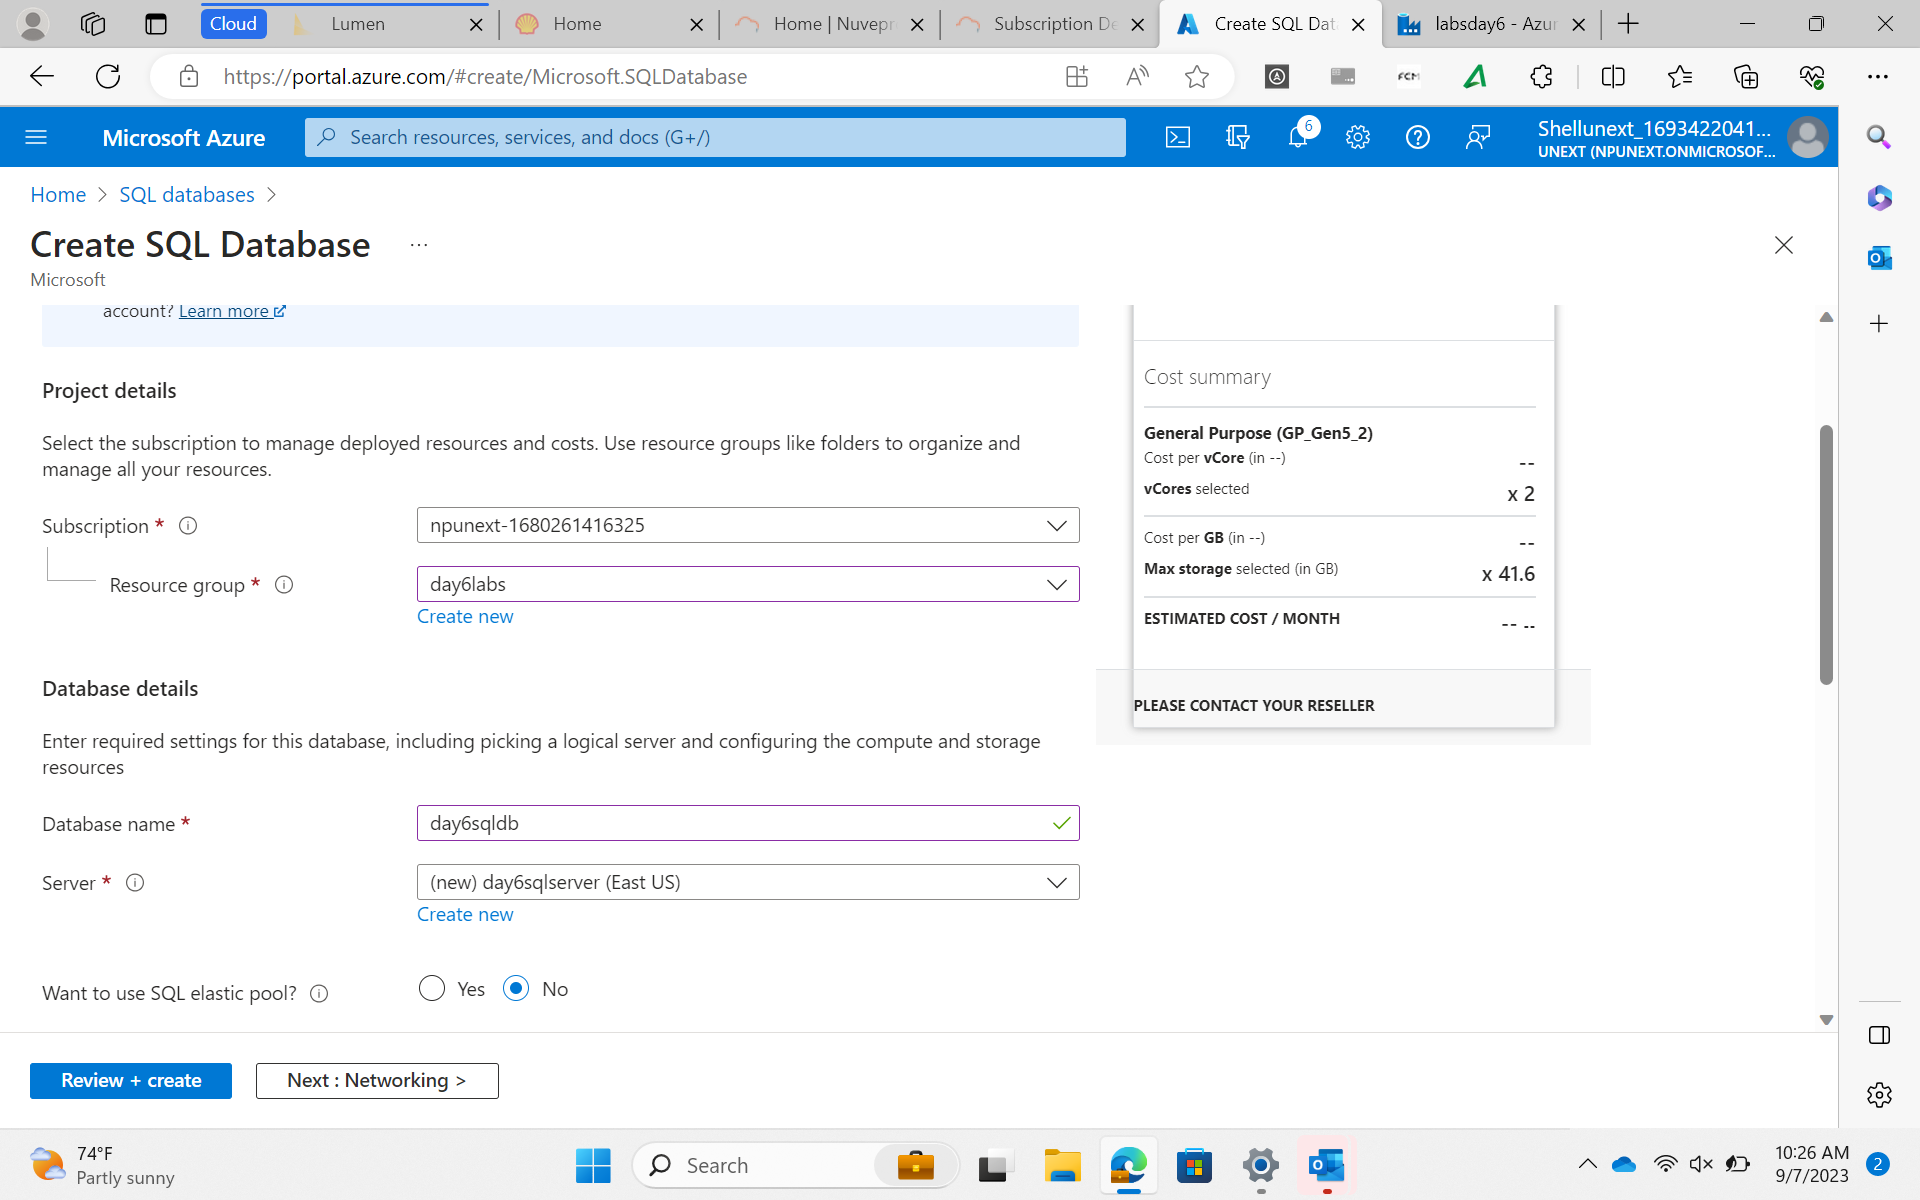 Cloud
Lumen
Home
Home | Nuvepr
Subscription De
Create SQL Dat
labsday6 - Azur
https://portal.azure.com/#create/Microsoft.SQLDatabase
FCM
Microsoft Azure
Search resources, services, and docs (G+/)
6
Shellunext_1693422041...
UNEXT (NPUNEXT.ONMICROSOF...
Home > SQL databases >
Create SQL Database ...
Microsoft
account? Learn more
Project details
Select the subscription to manage deployed resources and costs. Use resource groups like folders to organize and
manage all your resources.
Subscription *
npunext-1680261416325
Resource group *
day6labs
Create new
Database details
Enter required settings for this database, including picking a logical server and configuring the compute and storage
resources
Database name *
day6sqldb
Server *
(new) day6sqlserver (East US)
Create new
Want to use SQL elastic pool?
Yes
No
Cost summary
General Purpose (GP_Gen5_2)
Cost per vCore (in --)
--
vCores selected
x 2
Cost per GB (in --)
--
Max storage selected (in GB)
x 41.6
ESTIMATED COST / MONTH
-- --
PLEASE CONTACT YOUR RESELLER
Review + create
Next : Networking >
74°F
Partly sunny
Search
10:26 AM
9/7/2023
2